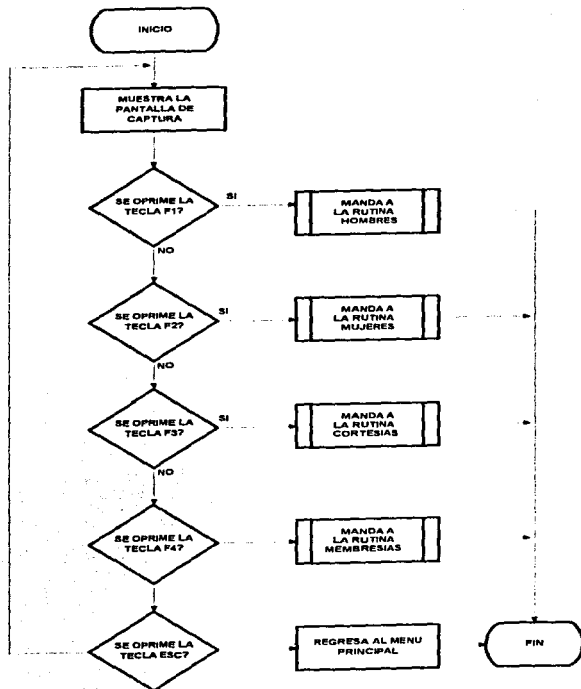 INICIO
MUESTRA LA
PANTALLA DE
CAPTURA
SE OPRIME LA
TECLA F1?
SI
MANDA A
LA RUTINA
HOMBRES
NO
SE OPRIME LA
TECLA F2?
SI
MANDA A
LA RUTINA
MUJERES
NO
SE OPRIME LA
TECLA F3?
SI
MANDA A
LA RUTINA
CORTESIAS
NO
SE OPRIME LA
TECLA F4?
MANDA A
LA RUTINA
MEMBRESIAS
SE OPRIME LA
TECLA ESC?
REGRESA AL MENU
PRINCIPAL
FIN